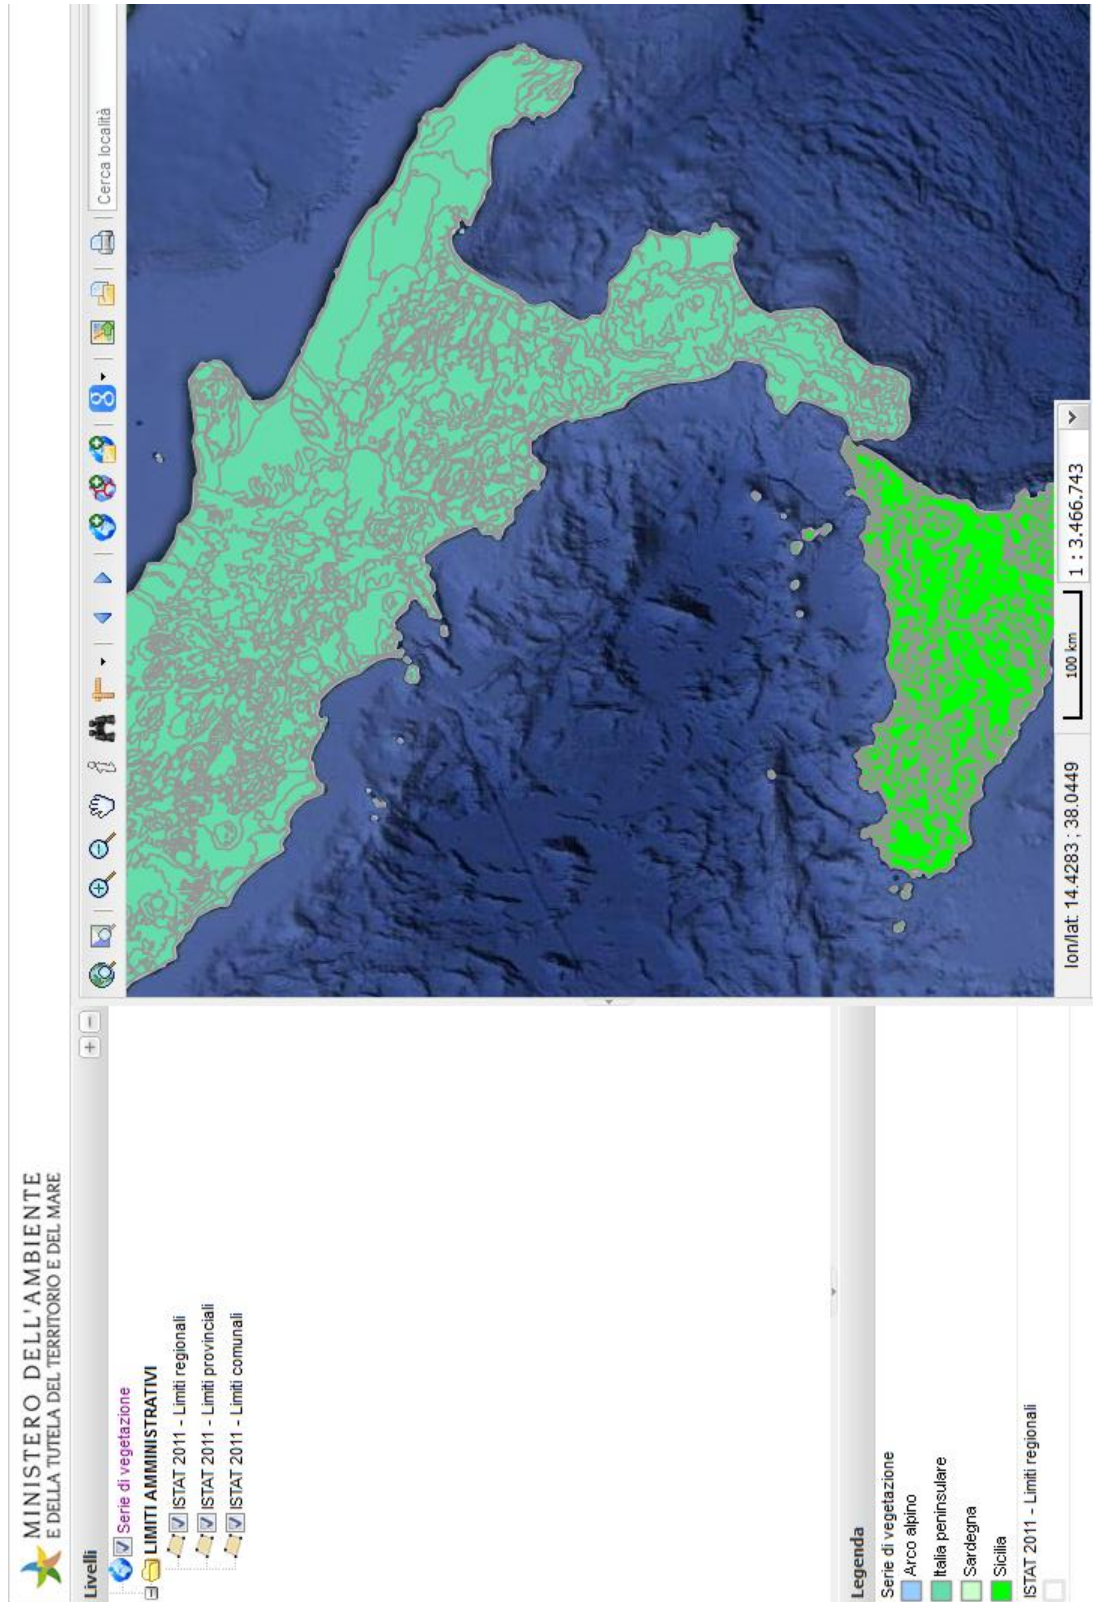 MINISTERO DELL'AMBIENTE
E DELLA TUTELA DEL TERRITORIO E DEL MARE
Livelli
Serie di vegetazione
LIMITI AMMINISTRATIVI
ISTAT 2011 - Limiti regionali
ISTAT 2011 - Limiti provinciali
ISTAT 2011 - Limiti comunali
Legenda
Serie di vegetazione
Arco alpino
Italia peninsulare
Sardegna
Sicilia
ISTAT 2011 - Limiti regionali
Cerca località
lon/lat: 14.4283 ; 38.0449
100 km
1 : 3.466.743